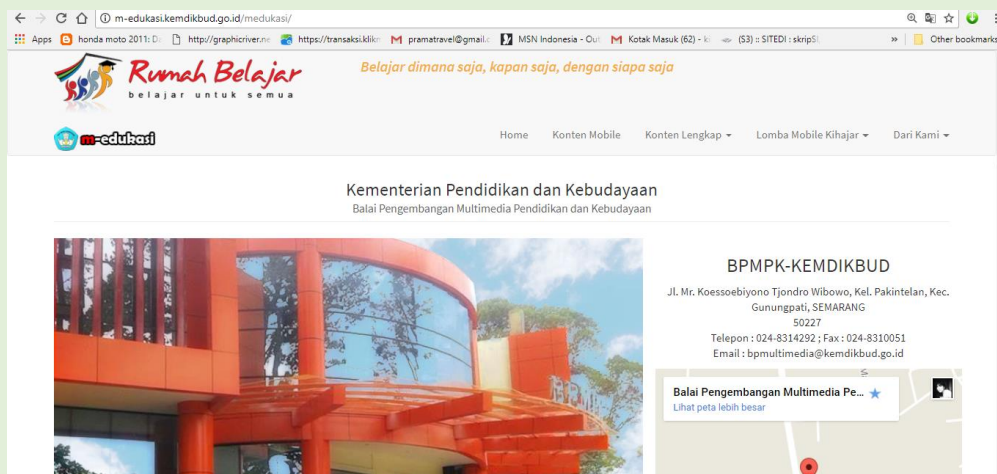 m-edukasi.kemdikbud.go.id/medukasi/
Apps honda moto 2011: D http://graphicriver.ne https://transaksi.klikn pramatravel@gmail.c MSN Indonesia - Out Kotak Masuk (62) - k (S3) :: SITEDI : skripS » Other bookmarks
Rumah Belajar
belajar untuk semua
Belajar dimana saja, kapan saja, dengan siapa saja
m-edukasi
Home Konten Mobile Konten Lengkap Lomba Mobile Kihajar Dari Kami
Kementerian Pendidikan dan Kebudayaan
Balai Pengembangan Multimedia Pendidikan dan Kebudayaan
BPMPK-KEMDIKBUD
Jl. Mr. Koessoebiyono Tjondro Wibowo, Kel. Pakintelan, Kec.
Gunungpati, SEMARANG
50227
Telepon : 024-8314292 ; Fax : 024-8310051
Email : bpmultimedia@kemdikbud.go.id
Balai Pengembangan Multimedia Pe...
Lihat peta lebih besar